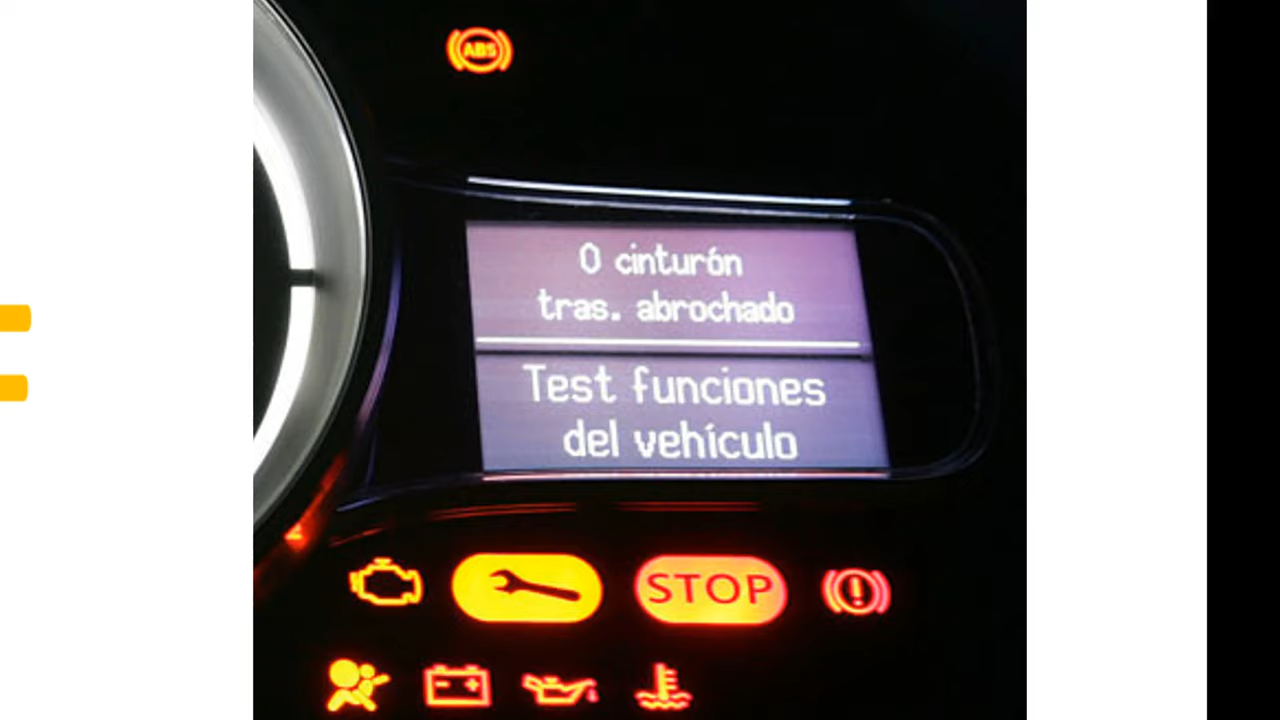 ABS
0 cinturón
tras. abrochado
Test funciones
del vehículo
STOP